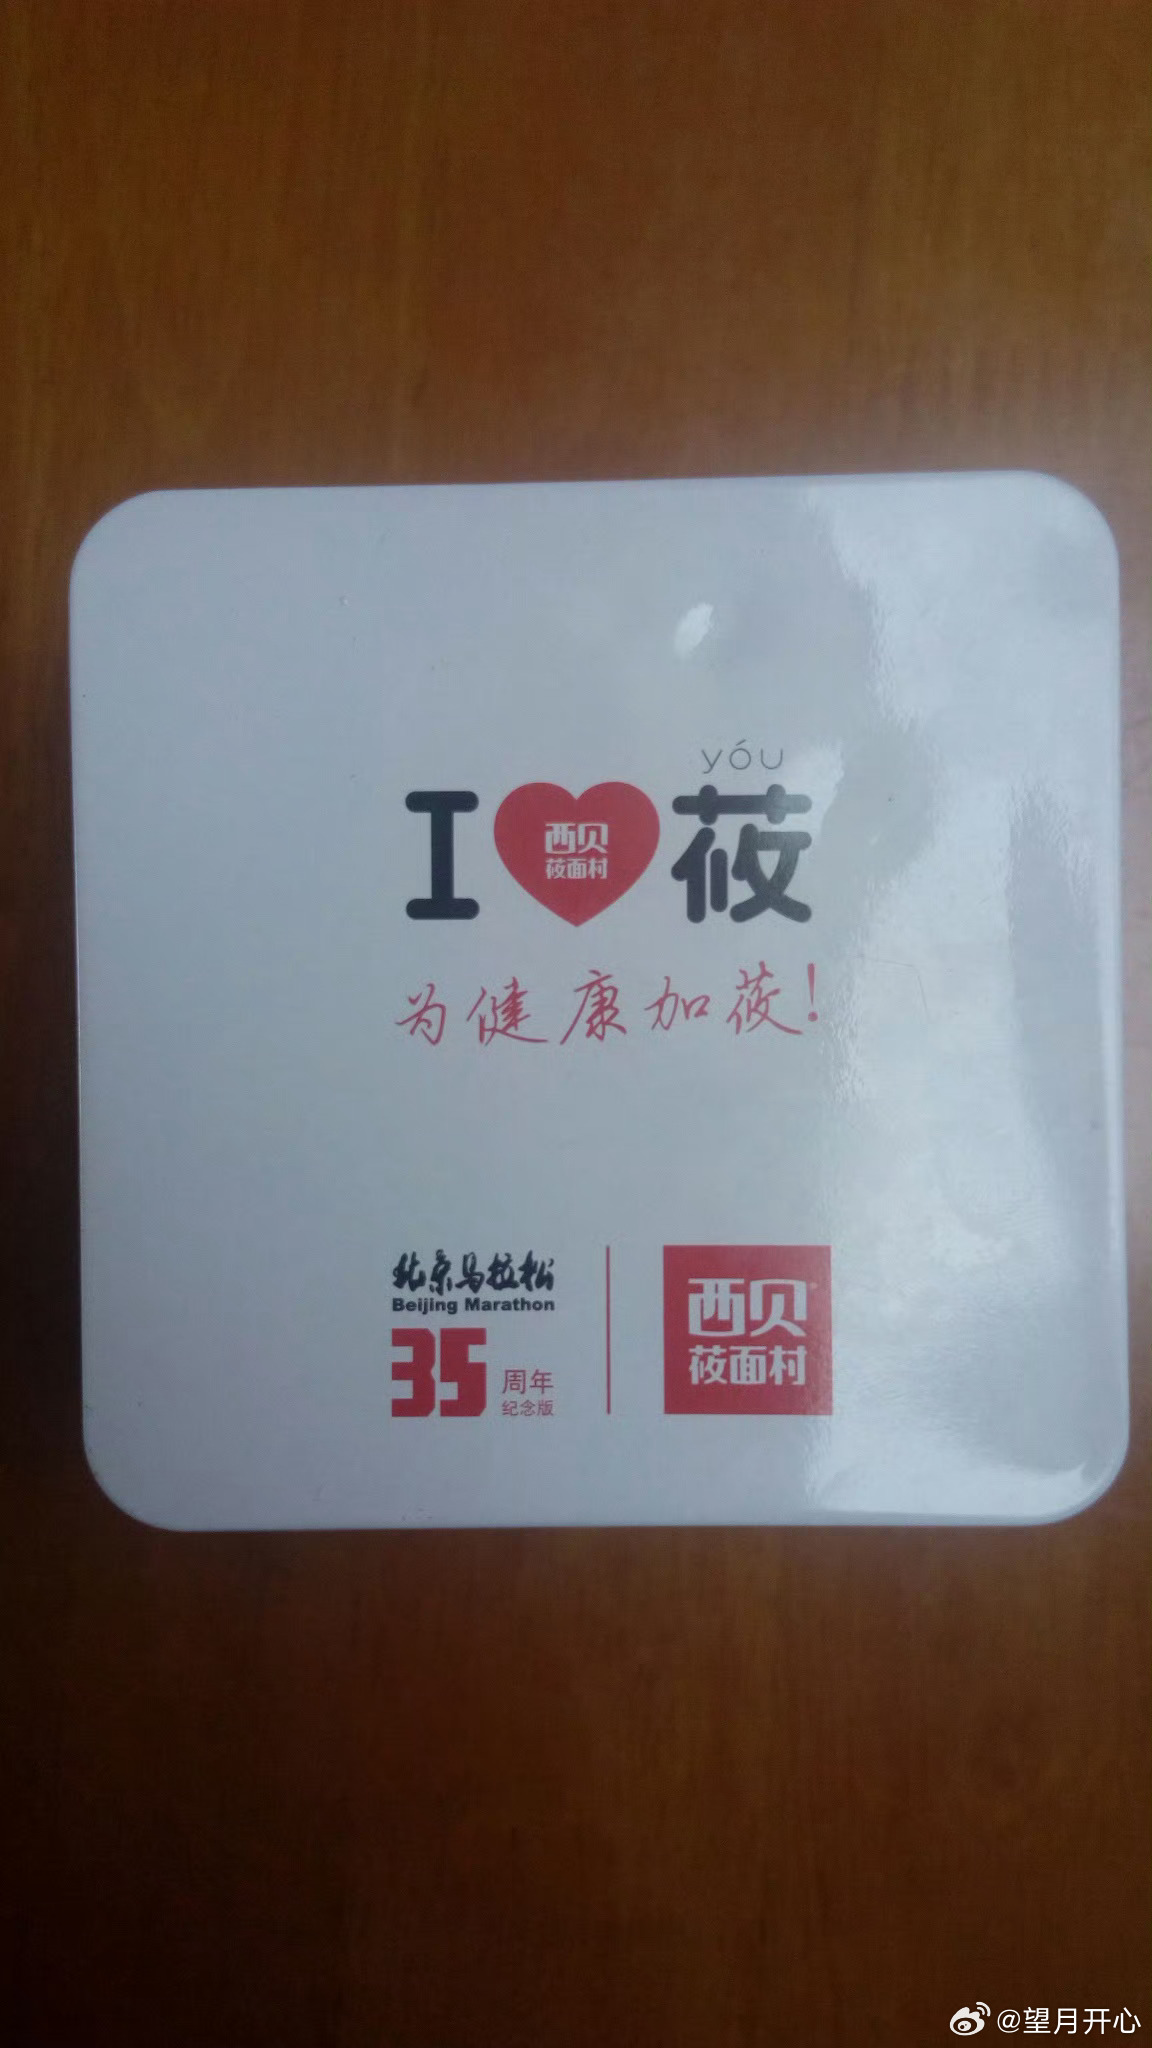 yóu
I 西贝 莜面村 莜
为健康加莜!
北京马拉松
Beijing Marathon
35 周年
纪念版
西贝
莜面村
@望月开心